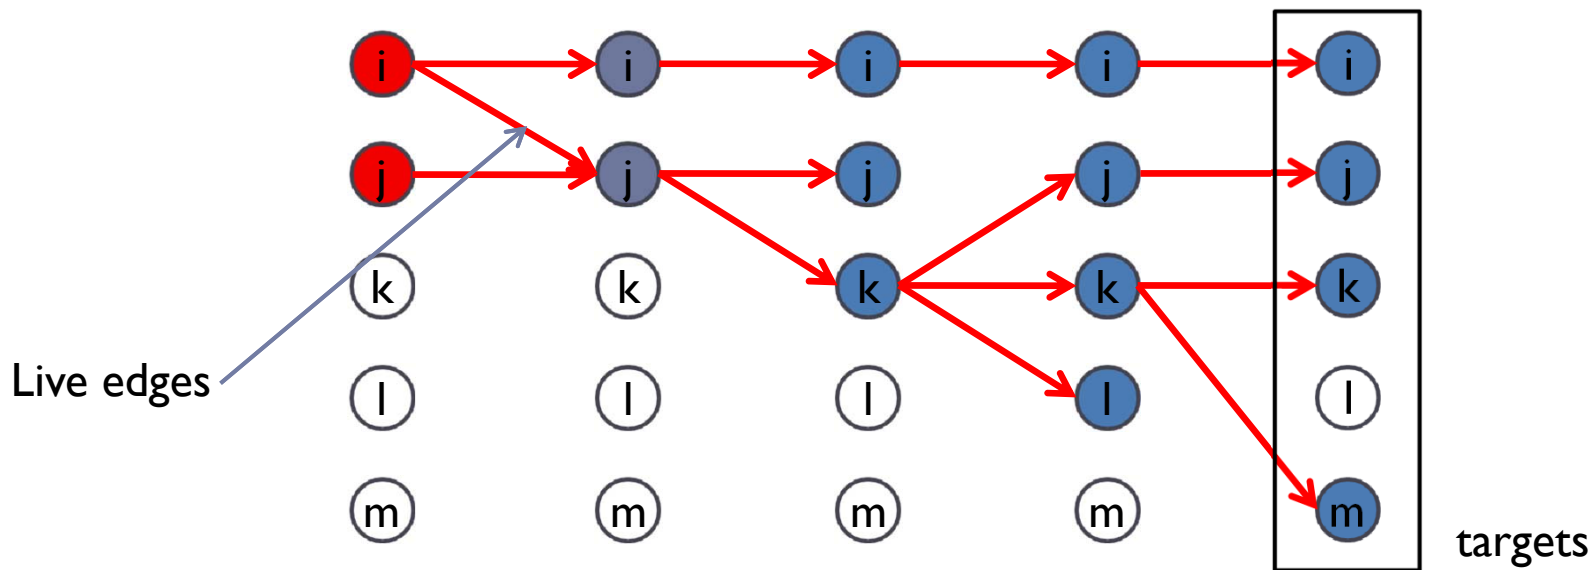 i i i i i
j j j j j
k k k k k
Live edges
l l l l l
m m m m m
targets